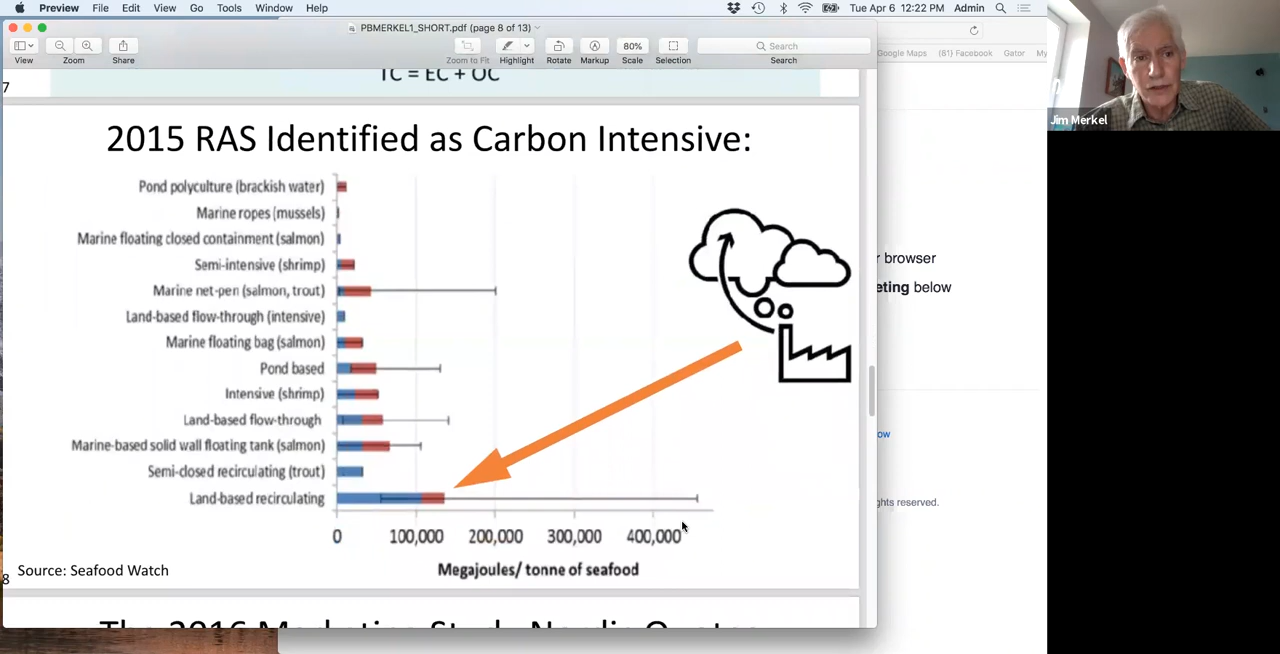 Preview File Edit View Go Tools Window Help
Tue Apr 6 12:22 PM Admin
PBMERKEL1_SHORT.pdf (page 8 of 13)
80%
Search
View
Zoom
Share
Zoom to Fit
Highlight
Rotate
Markup
Scale
Selection
Search
Google Maps (81) Facebook Gator My
7
TC = EC + OC
2015 RAS Identified as Carbon Intensive:
Pond polyculture (brackish water)
Marine ropes (mussels)
Marine floating closed containment (salmon)
Semi-intensive (shrimp)
Marine net-pen (salmon, trout)
Land-based flow-through (intensive)
Marine floating bag (salmon)
Pond based
Intensive (shrimp)
Land-based flow-through
Marine-based solid wall floating tank (salmon)
Semi-closed recirculating (trout)
Land-based recirculating
0 100,000 200,000 300,000 400,000
Megajoules/ tonne of seafood
Source: Seafood Watch
8
r browser
eting below
ow
ghts reserved.
Jim Merkel